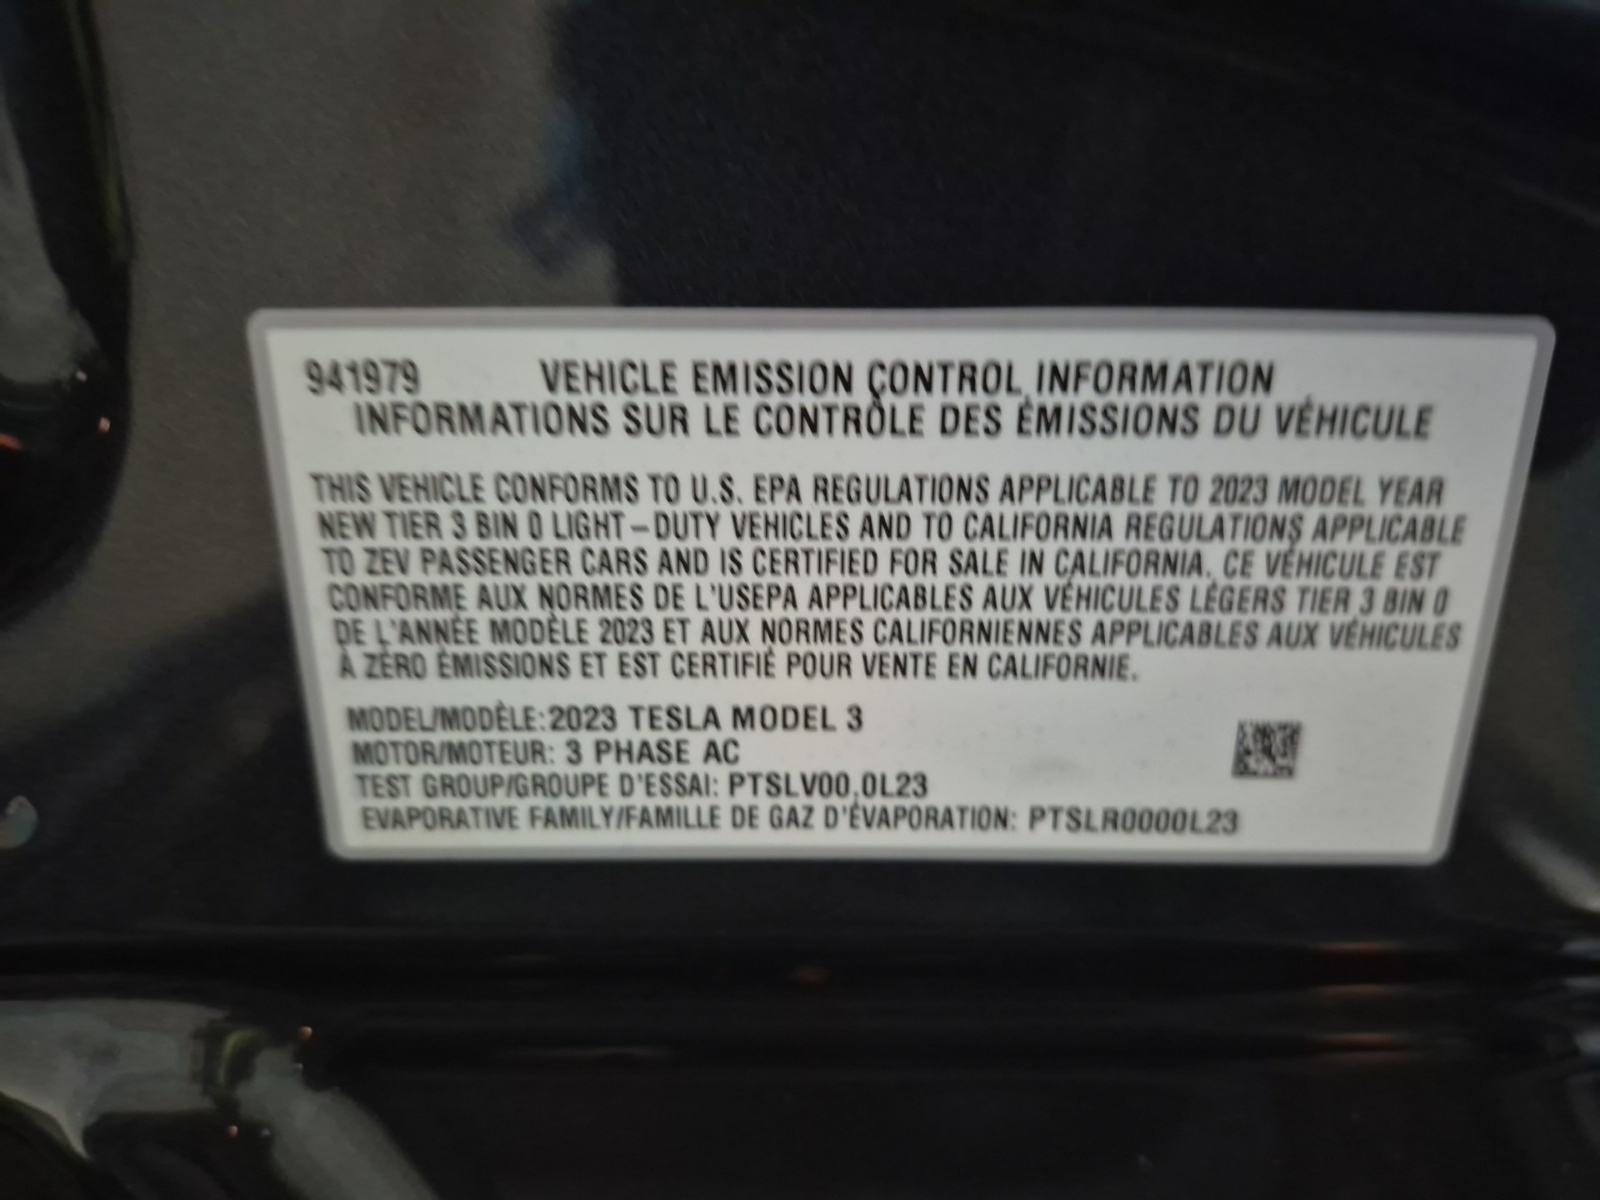 941979 VEHICLE EMISSION CONTROL INFORMATION
INFORMATIONS SUR LE CONTRÔLE DES ÉMISSIONS DU VÉHICULE
THIS VEHICLE CONFORMS TO U.S. EPA REGULATIONS APPLICABLE TO 2023 MODEL YEAR
NEW TIER 3 BIN 0 LIGHT–DUTY VEHICLES AND TO CALIFORNIA REGULATIONS APPLICABLE
TO ZEV PASSENGER CARS AND IS CERTIFIED FOR SALE IN CALIFORNIA. CE VÉHICULE EST
CONFORME AUX NORMES DE L'USEPA APPLICABLES AUX VÉHICULES LÉGERS TIER 3 BIN 0
DE L'ANNÉE MODÈLE 2023 ET AUX NORMES CALIFORNIENNES APPLICABLES AUX VÉHICULES
À ZÉRO ÉMISSIONS ET EST CERTIFIÉ POUR VENTE EN CALIFORNIE.
MODEL/MODÈLE:2023 TESLA MODEL 3
MOTOR/MOTEUR: 3 PHASE AC
TEST GROUP/GROUPE D'ESSAI: PTSLV00.0L23
EVAPORATIVE FAMILY/FAMILLE DE GAZ D'ÉVAPORATION: PTSLR0000L23